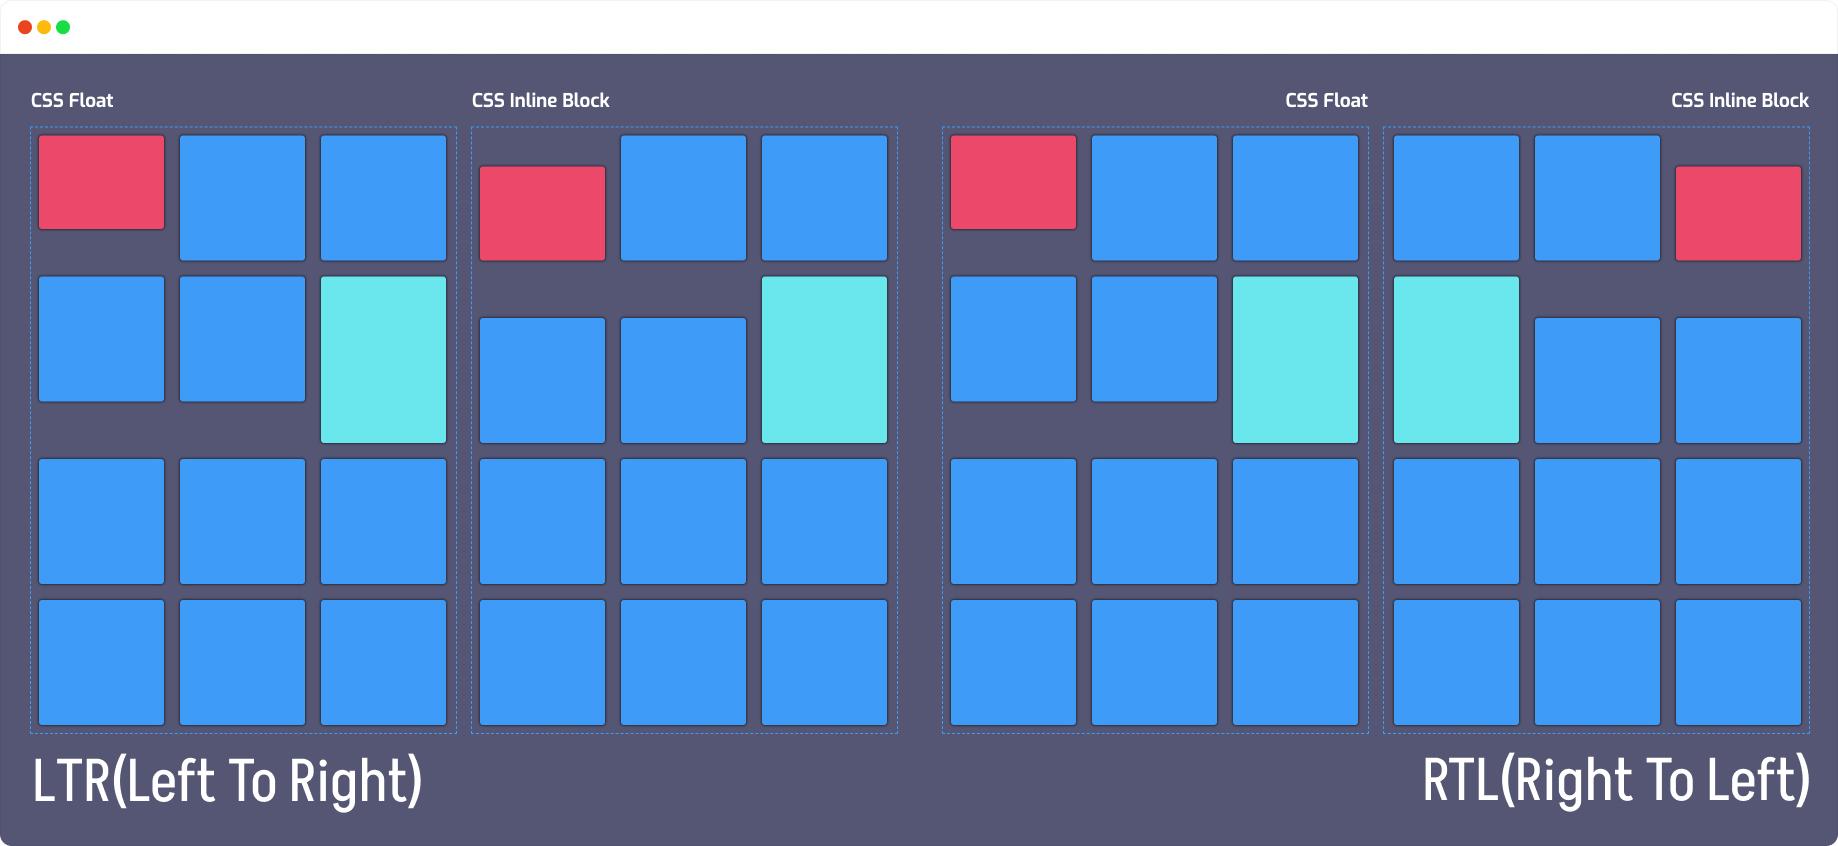 CSS Float
CSS Inline Block
CSS Float
CSS Inline Block
LTR(Left To Right)
RTL(Right To Left)